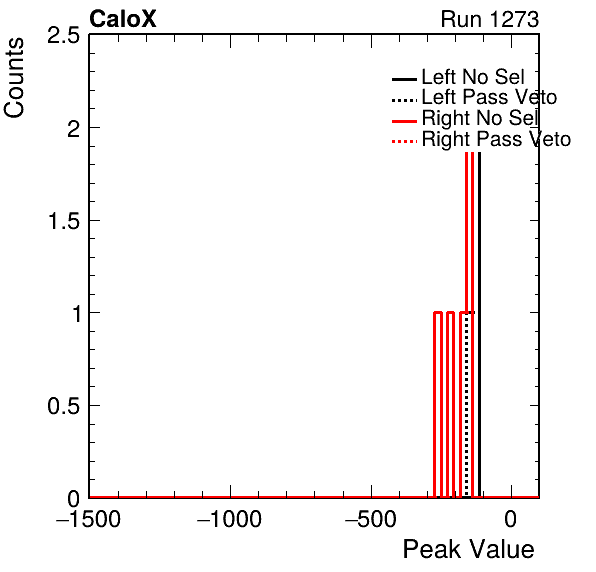 CaloX Run 1273
Counts
2.5
2
1.5
1
0.5
0
Left No Sel
Left Pass Veto
Right No Sel
Right Pass Veto
−1500 −1000 −500 0
Peak Value